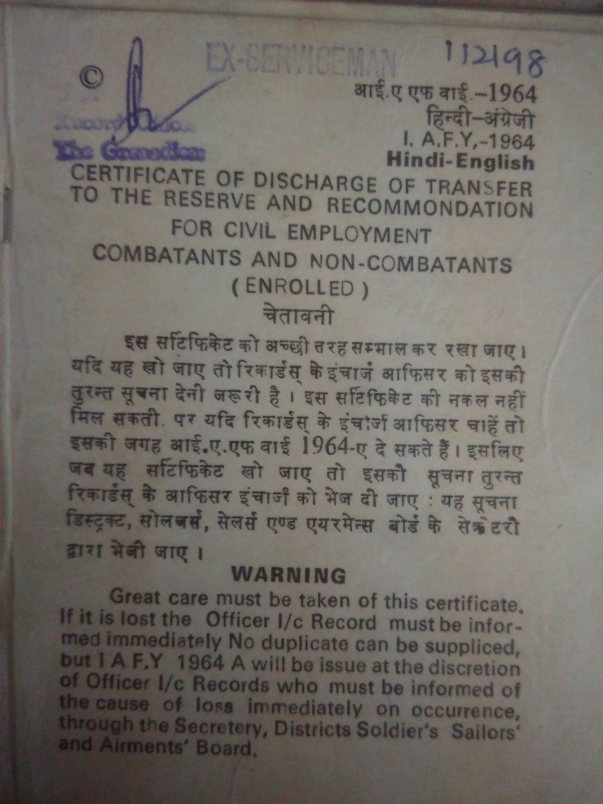 EX-SERVICEMAN
112198
©
आई.ए एफ वाई.-1964
हिन्दी-अंग्रेजी
I. A.F.Y,-1964
Hindi-English
Record Office
The Grenadiers
CERTIFICATE OF DISCHARGE OF TRANSFER
TO THE RESERVE AND RECOMMONDATION
FOR CIVIL EMPLOYMENT
COMBATANTS AND NON-COMBATANTS
( ENROLLED )
चेतावनी
इस सर्टिफिकेट को अच्छी तरह सम्भाल कर रखा जाए।
यदि यह खो जाए तो रिकार्डस् के इंचार्ज आफिसर को इसकी
तुरन्त सूचना देनी जरूरी है। इस सर्टिफिकेट की नकल नहीं
मिल सकती. पर यदि रिकार्डस् के इंचार्ज आफिसर चाहें तो
इसकी जगह आई.ए.एफ वाई 1964-ए दे सकते हैं। इसलिए
जब यह सर्टिफिकेट खो जाए तो इसकी सूचना तुरन्त
रिकार्डस् के आफिसर इंचार्ज को भेज दी जाए : यह सूचना
डिस्ट्रक्ट, सोलजर्स, सेलर्स एण्ड एयरमेन्स बोर्ड के सेक्रेटरी
द्वारा भेजी जाए।
WARNING
Great care must be taken of this certificate.
If it is lost the Officer I/c Record must be infor-
med immediately No duplicate can be suppliced,
but I A F.Y 1964 A will be issue at the discretion
of Officer I/c Records who must be informed of
the cause of loss immediately on occurrence,
through the Secretery, Districts Soldier's Sailors'
and Airments' Board.